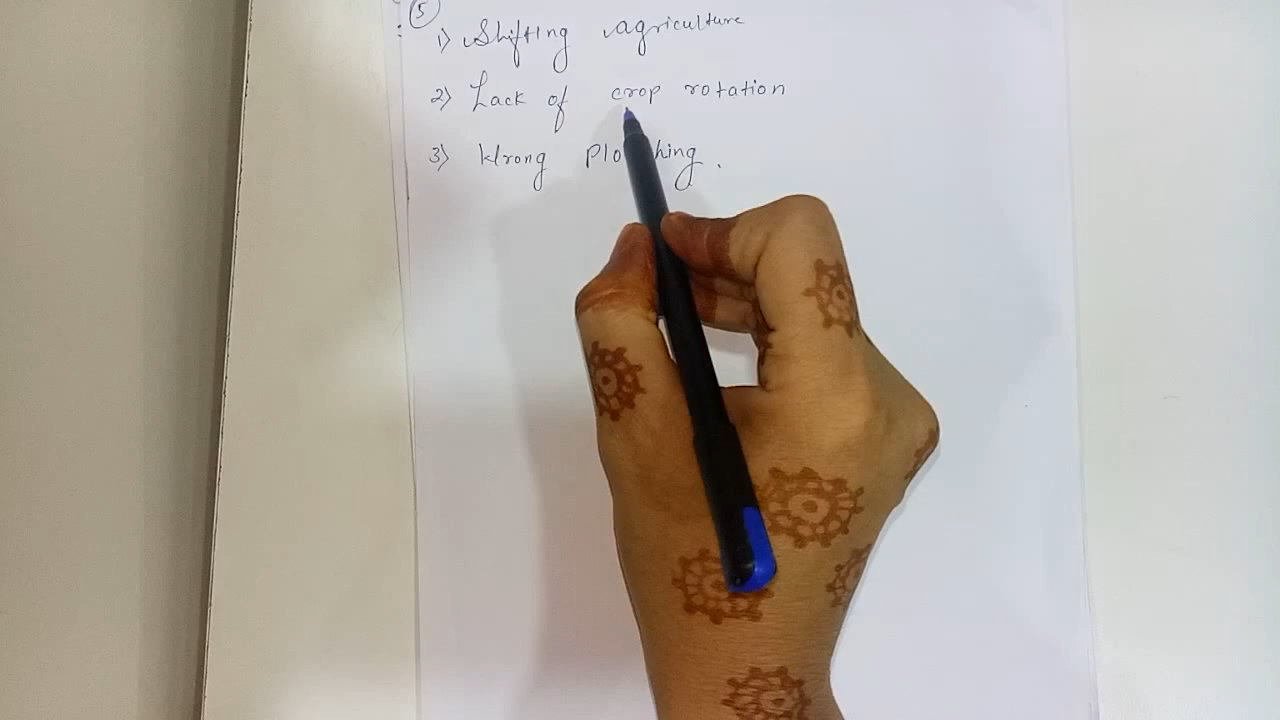 5
1) Shifting agriculture
2) Lack of crop rotation
3) Wrong